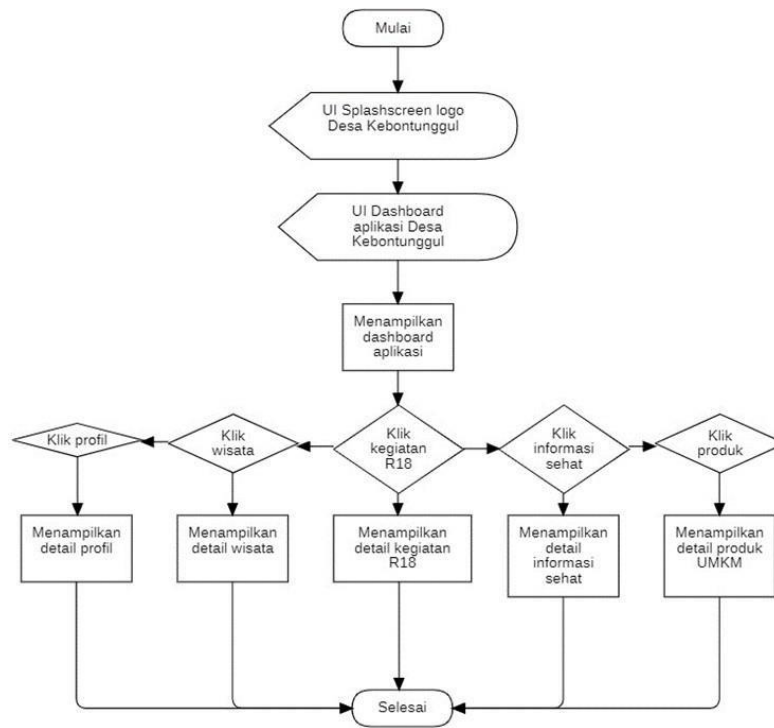 Mulai
UI Splashscreen logo
Desa Kebontunggul
UI Dashboard
aplikasi Desa
Kebontunggul
Menampilkan
dashboard
aplikasi
Klik profil
Klik
wisata
Klik
kegiatan
R18
Klik
informasi
sehat
Klik
produk
Menampilkan
detail profil
Menampilkan
detail wisata
Menampilkan
detail kegiatan
R18
Menampilkan
detail
informasi
sehat
Menampilkan
detail produk
UMKM
Selesai